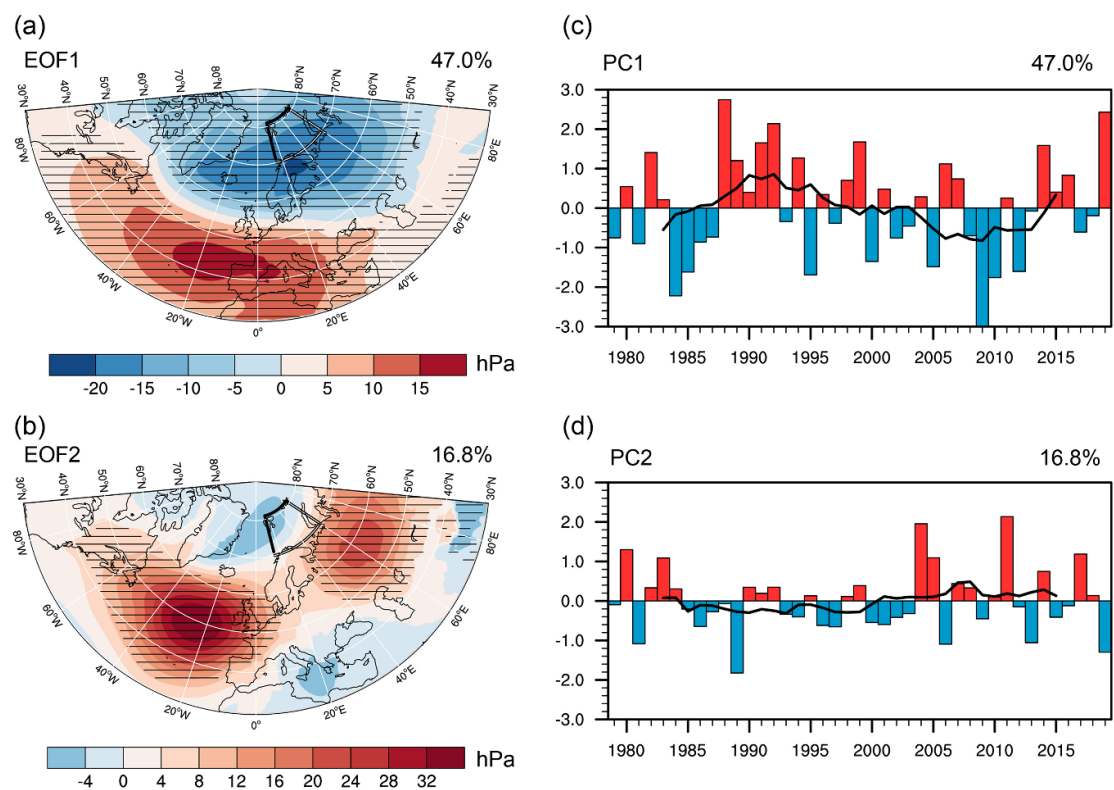 (a)
EOF1 47.0%
30°N 40°N 50°N 60°N 70°N 80°N 80°N 70°N 60°N 50°N 40°N 30°N
80°W 80°E
60°W 60°E
40°W 40°E
20°W 20°E
0°
-20 -15 -10 -5 0 5 10 15 hPa
(c)
PC1 47.0%
3.0
2.0
1.0
0.0
-1.0
-2.0
-3.0
1980 1985 1990 1995 2000 2005 2010 2015
(b)
EOF2 16.8%
30°N 40°N 50°N 60°N 70°N 80°N 80°N 70°N 60°N 50°N 40°N 30°N
80°W 80°E
60°W 60°E
40°W 40°E
20°W 20°E
0°
-4 0 4 8 12 16 20 24 28 32 hPa
(d)
PC2 16.8%
3.0
2.0
1.0
0.0
-1.0
-2.0
-3.0
1980 1985 1990 1995 2000 2005 2010 2015